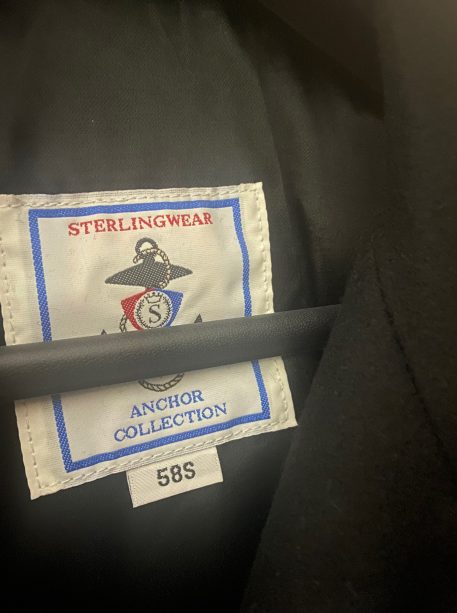 STERLINGWEAR
S
ANCHOR
COLLECTION
58S